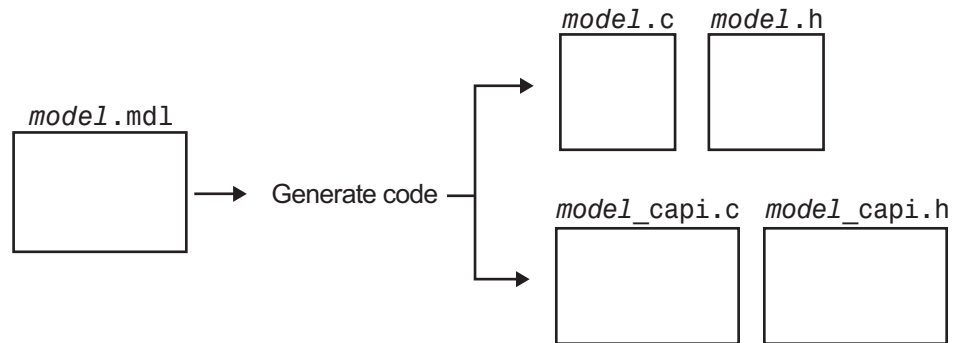 model.c model.h
model.mdl
Generate code
model_capi.c model_capi.h